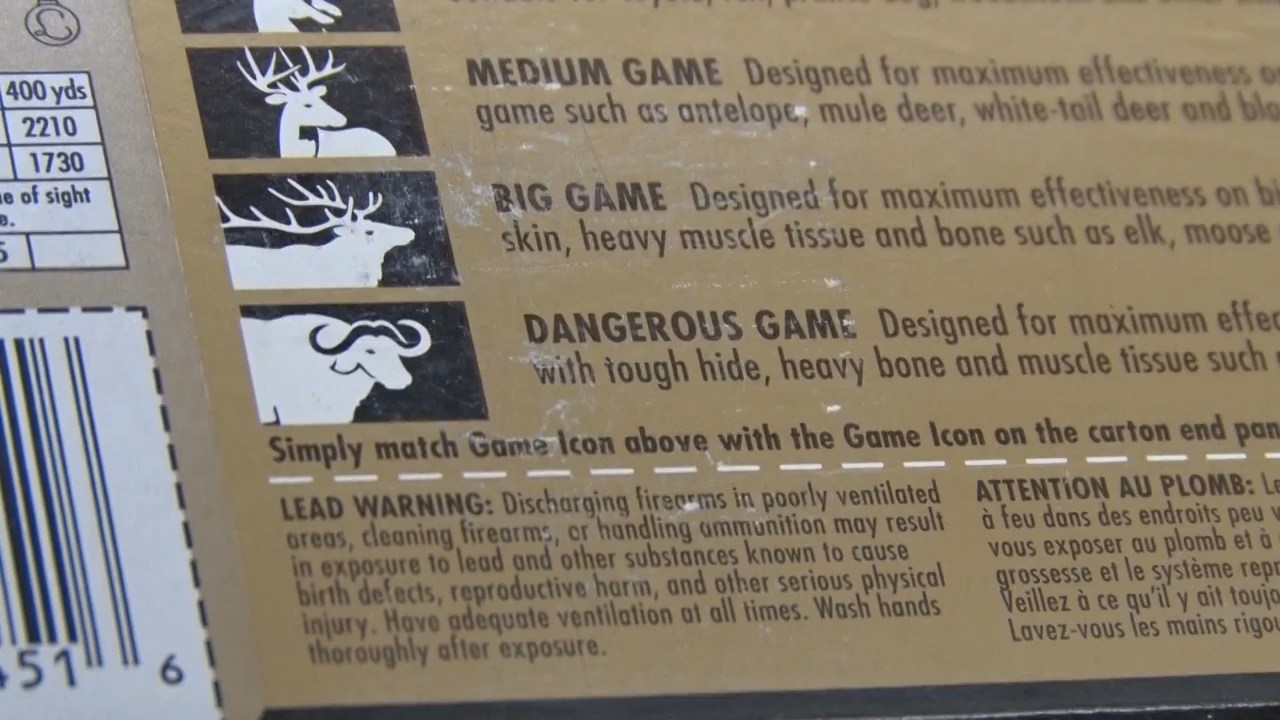 400 yds
2210
1730
e of sight
MEDIUM GAME Designed for maximum effectiveness
game such as antelope, mule deer, white-tail deer and
BIG GAME Designed for maximum effectiveness on
skin, heavy muscle tissue and bone such as elk, moose
DANGEROUS GAME Designed for maximum
with tough hide, heavy bone and muscle tissue such
Simply match Game Icon above with the Game Icon on the carton end
LEAD WARNING: Discharging firearms in poorly ventilated
areas, cleaning firearms, or handling ammunition may result
in exposure to lead and other substances known to cause
birth defects, reproductive harm, and other serious physical
injury. Have adequate ventilation at all times. Wash hands
thoroughly after exposure.
ATTENTiON AU PLOMB:
à feu dans des endroits peu
vous exposer au plomb et à
grossesse et le système
Veillez à ce qu'il y ait
Lavez-vous les mains
451 6